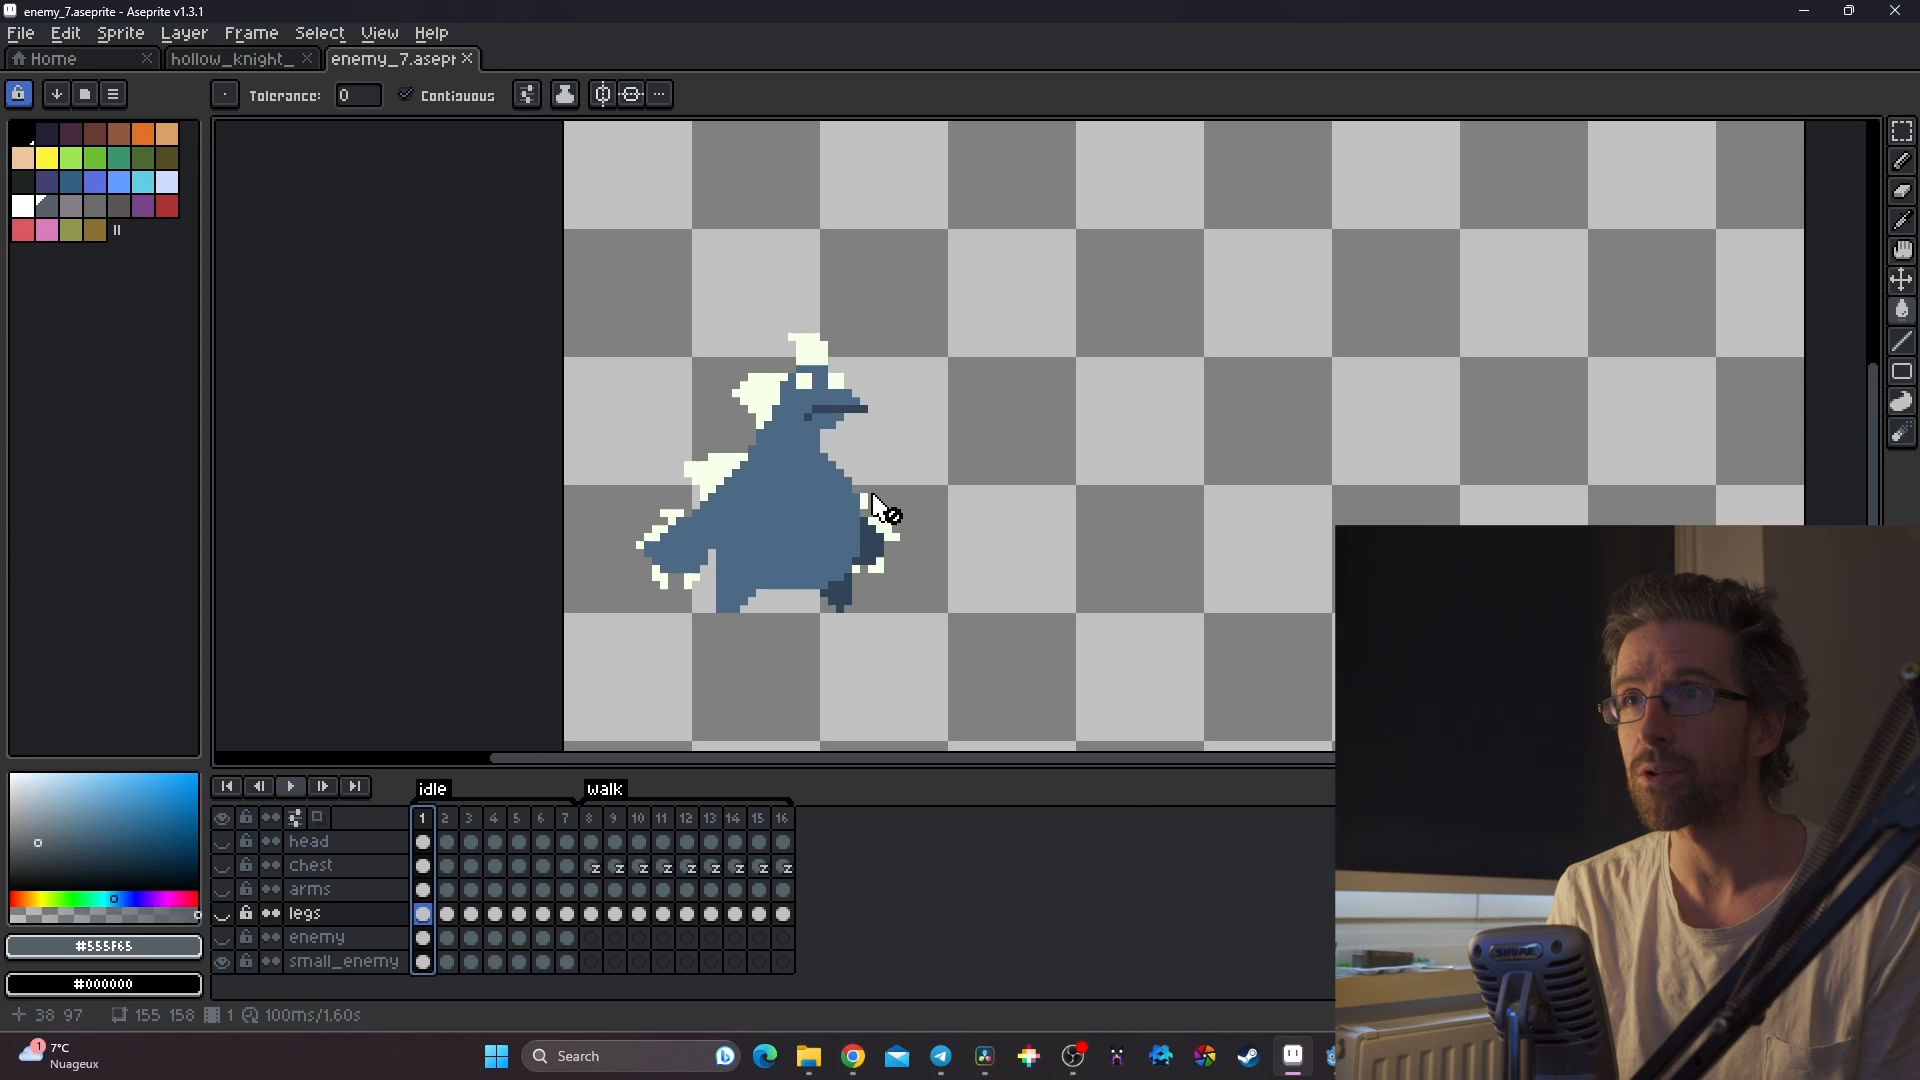 enemy_7.aseprite - Aseprite v1.3.1
File Edit Sprite Layer Frame Select View Help
Home hollow_knight_ enemy_7.asepr
Tolerance: 0 Contiguous
idle walk
1 2 3 4 5 6 7 8 9 10 11 12 13 14 15 16
head
chest
z z z z z z z z z
arms
legs
enemy
small_enemy
#555F65
#000000
38 97 155 158 1 100ms/1.60s
1 7°C
Nuageux
Search
SHURE